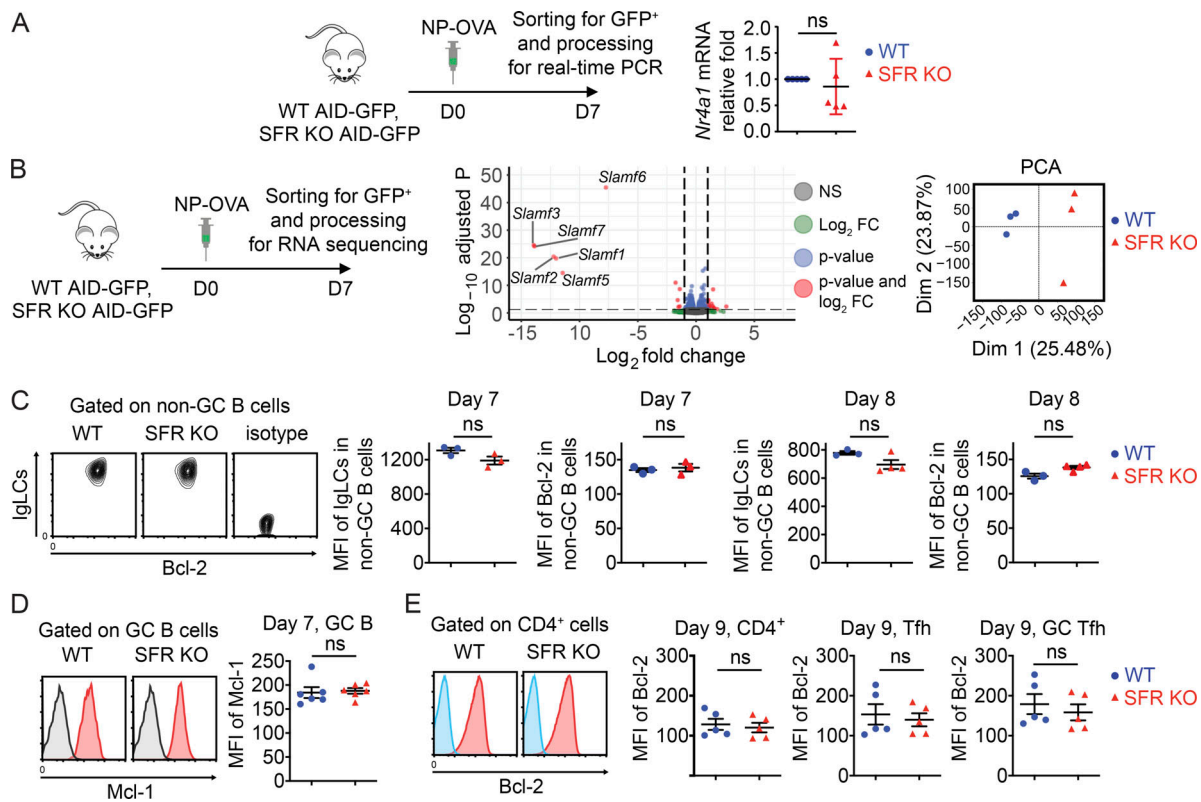 A
NP-OVA
Sorting for GFP⁺
and processing
for real-time PCR
D0
D7
WT AID-GFP,
SFR KO AID-GFP
Nr4a1 mRNA
relative fold
2.0
1.5
1.0
0.5
0.0
ns
WT
SFR KO
B
NP-OVA
Sorting for GFP⁺
and processing
for RNA sequencing
D0
D7
WT AID-GFP,
SFR KO AID-GFP
Log₋₁₀ adjusted P
50
40
30
20
10
0
Slamf6
Slamf3
Slamf7
Slamf1
Slamf2
Slamf5
−15
−10
−5
0
5
Log₂ fold change
NS
Log₂ FC
p-value
p-value and
log₂ FC
PCA
Dim 2 (23.87%)
100
50
0
−50
−100
−150
−150
−100
−50
0
50
100
150
Dim 1 (25.48%)
WT
SFR KO
C
Gated on non-GC B cells
WT
SFR KO
isotype
IgLCs
0
0
Bcl-2
Day 7
ns
MFI of IgLCs in
non-GC B cells
1200
900
600
300
0
Day 7
ns
MFI of Bcl-2 in
non-GC B cells
150
100
50
0
Day 8
ns
MFI of IgLCs in
non-GC B cells
800
600
400
200
0
Day 8
ns
MFI of Bcl-2 in
non-GC B cells
150
100
50
0
WT
SFR KO
D
Gated on GC B cells
WT
SFR KO
0
Mcl-1
Day 7, GC B
ns
MFI of Mcl-1
250
200
150
100
50
0
E
Gated on CD4⁺ cells
WT
SFR KO
0
Bcl-2
Day 9, CD4⁺
ns
MFI of Bcl-2
300
200
100
Day 9, Tfh
ns
MFI of Bcl-2
300
200
100
Day 9, GC Tfh
ns
MFI of Bcl-2
300
200
100
WT
SFR KO